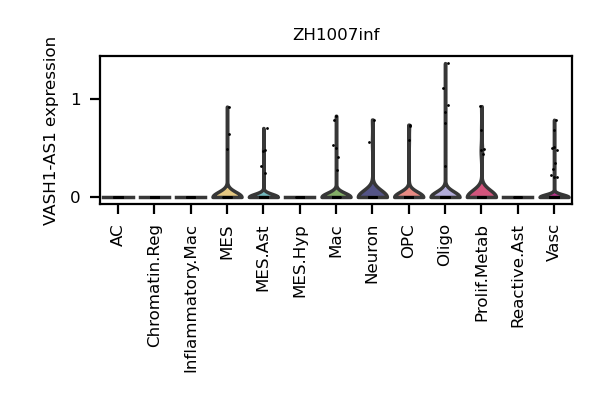 ZH1007inf
VASH1-AS1 expression
1
0
AC
Chromatin.Reg
Inflammatory.Mac
MES
MES.Ast
MES.Hyp
Mac
Neuron
OPC
Oligo
Prolif.Metab
Reactive.Ast
Vasc